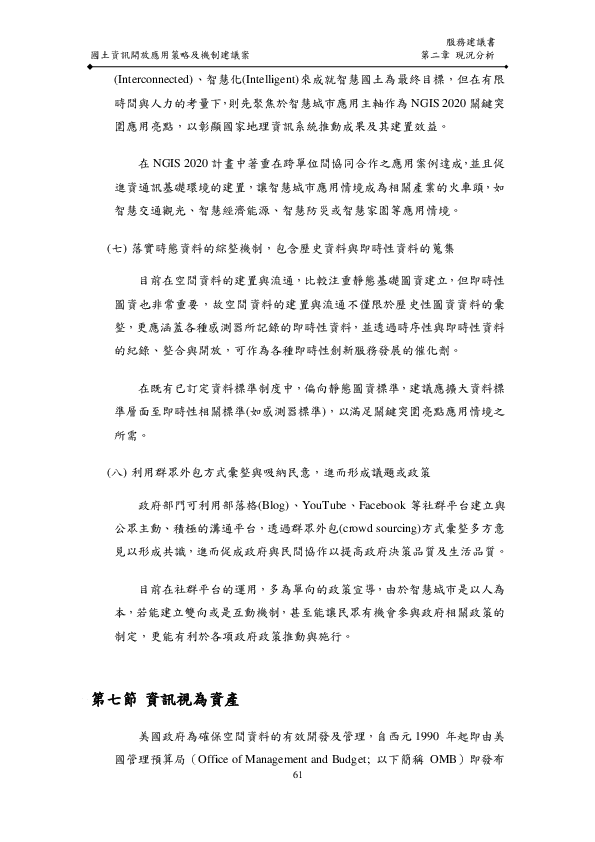 服務建議書
國土資訊開放應用策略及機制建議案 第二章 現況分析
(Interconnected)、智慧化(Intelligent)來成就智慧國土為最終目標，但在有限
時間與人力的考量下，則先聚焦於智慧城市應用主軸作為 NGIS 2020 關鍵突
圍應用亮點，以彰顯國家地理資訊系統推動成果及其建置效益。
在 NGIS 2020 計畫中著重在跨單位間協同合作之應用案例達成，並且促
進資通訊基礎環境的建置，讓智慧城市應用情境成為相關產業的火車頭，如
智慧交通觀光、智慧經濟能源、智慧防災或智慧家園等應用情境。
(七) 落實時態資料的綜整機制，包含歷史資料與即時性資料的蒐集
目前在空間資料的建置與流通，比較注重靜態基礎圖資建立，但即時性
圖資也非常重要，故空間資料的建置與流通不僅限於歷史性圖資資料的彙
整，更應涵蓋各種感測器所記錄的即時性資料，並透過時序性與即時性資料
的紀錄、整合與開放，可作為各種即時性創新服務發展的催化劑。
在既有已訂定資料標準制度中，偏向靜態圖資標準，建議應擴大資料標
準層面至即時性相關標準(如感測器標準)，以滿足關鍵突圍亮點應用情境之
所需。
(八) 利用群眾外包方式彙整與吸納民意，進而形成議題或政策
政府部門可利用部落格(Blog)、YouTube、Facebook 等社群平台建立與
公眾主動、積極的溝通平台，透過群眾外包(crowd sourcing)方式彙整多方意
見以形成共識，進而促成政府與民間協作以提高政府決策品質及生活品質。
目前在社群平台的運用，多為單向的政策宣導，由於智慧城市是以人為
本，若能建立雙向或是互動機制，甚至能讓民眾有機會參與政府相關政策的
制定，更能有利於各項政府政策推動與施行。
第七節 資訊視為資產
美國政府為確保空間資料的有效開發及管理，自西元 1990 年起即由美
國管理預算局（Office of Management and Budget; 以下簡稱 OMB）即發布
61